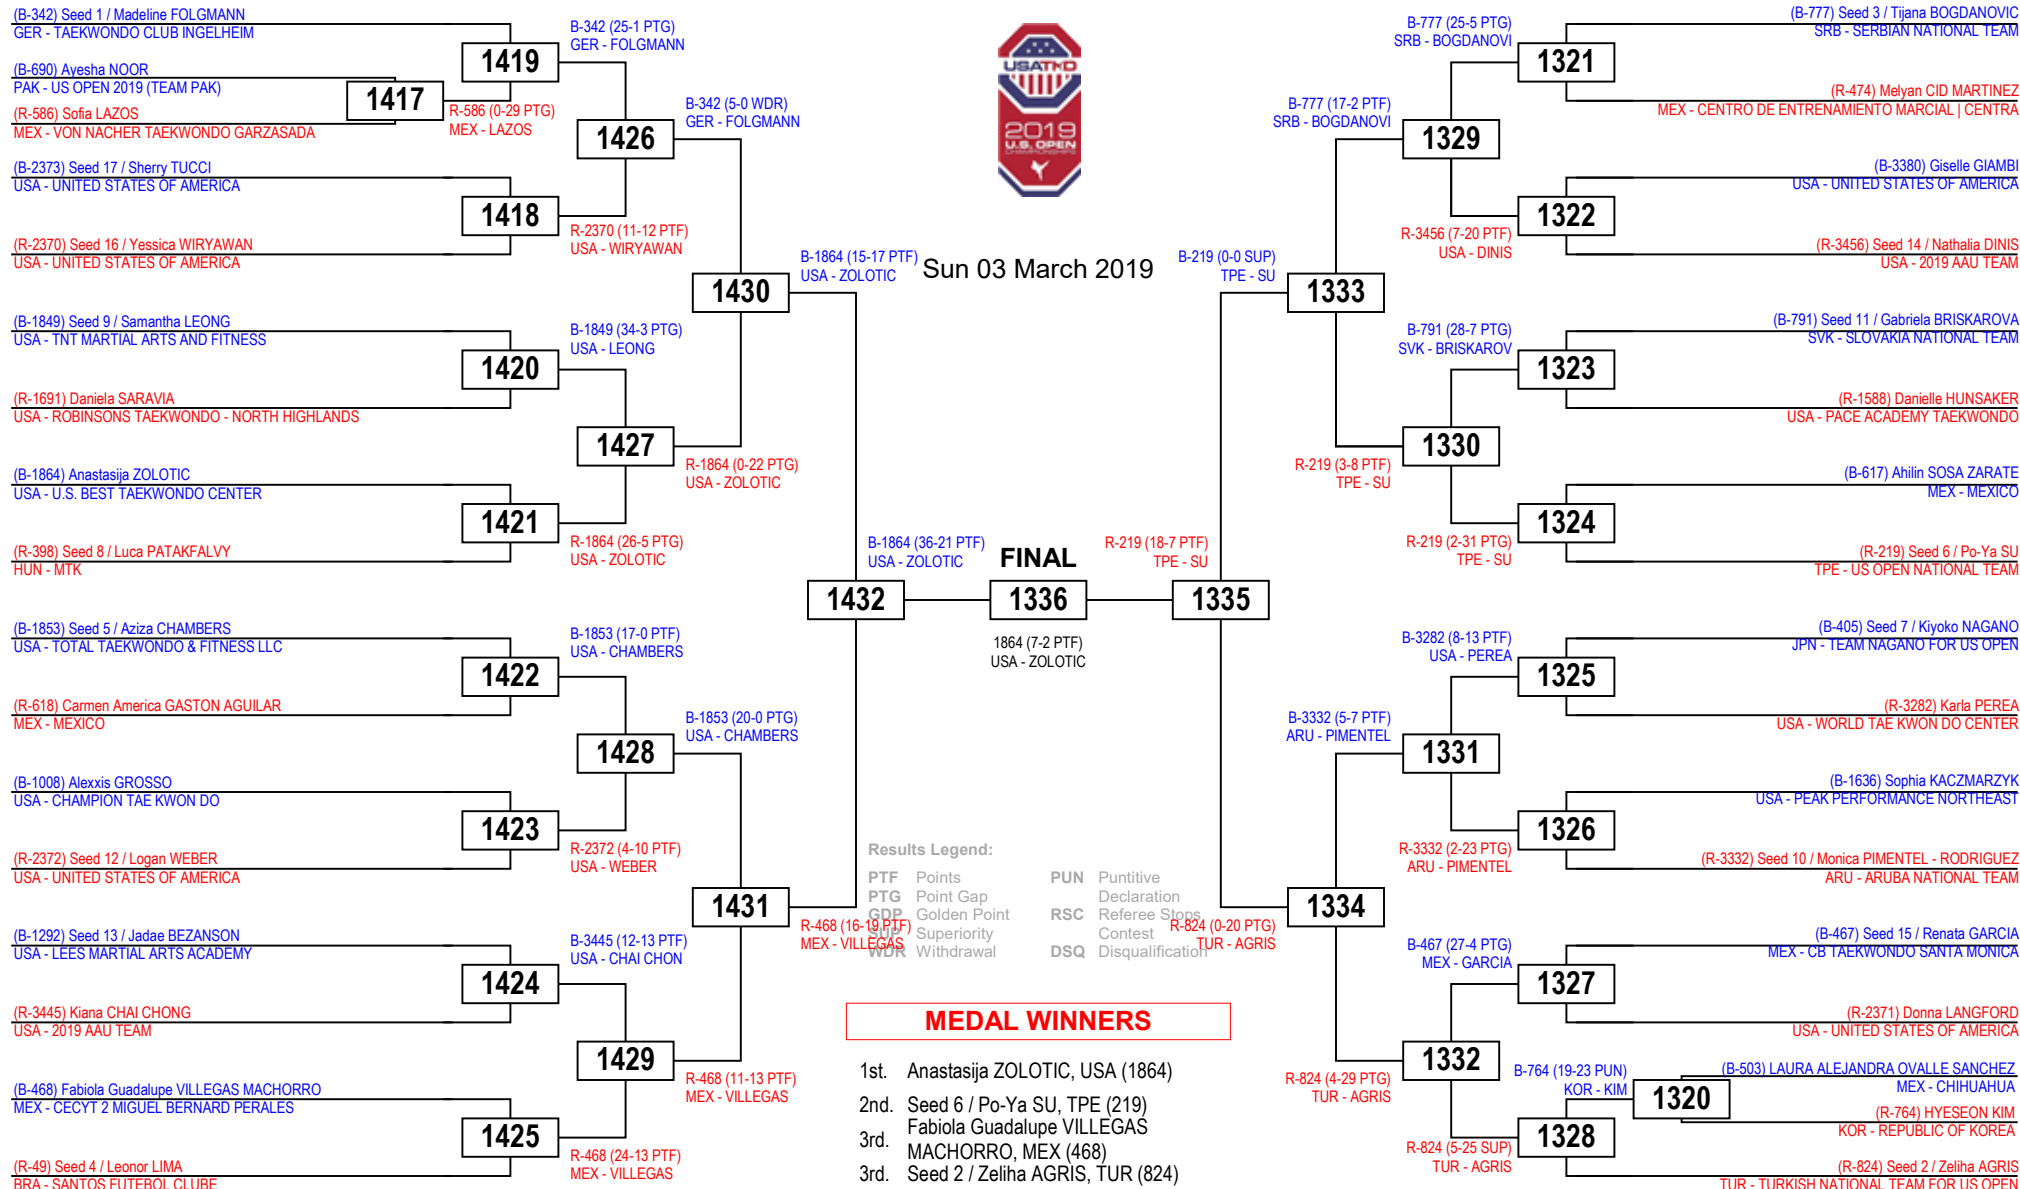 (B-342) Seed 1 / Madeline FOLGMANN
GER - TAEKWONDO CLUB INGELHEIM
(B-690) Ayesha NOOR
PAK - US OPEN 2019 (TEAM PAK)
(R-586) Sofia LAZOS
MEX - VON NACHER TAEKWONDO GARZASADA
(B-2373) Seed 17 / Sherry TUCCI
USA - UNITED STATES OF AMERICA
(R-2370) Seed 16 / Yessica WIRYAWAN
USA - UNITED STATES OF AMERICA
(B-1849) Seed 9 / Samantha LEONG
USA - TNT MARTIAL ARTS AND FITNESS
(R-1691) Daniela SARAVIA
USA - ROBINSONS TAEKWONDO - NORTH HIGHLANDS
(B-1864) Anastasija ZOLOTIC
USA - U.S. BEST TAEKWONDO CENTER
(R-398) Seed 8 / Luca PATAKFALVY
HUN - MTK
(B-1853) Seed 5 / Aziza CHAMBERS
USA - TOTAL TAEKWONDO & FITNESS LLC
(R-618) Carmen America GASTON AGUILAR
MEX - MEXICO
(B-1008) Alexxis GROSSO
USA - CHAMPION TAE KWON DO
(R-2372) Seed 12 / Logan WEBER
USA - UNITED STATES OF AMERICA
(B-1292) Seed 13 / Jadae BEZANSON
USA - LEES MARTIAL ARTS ACADEMY
(R-3445) Kiana CHAI CHONG
USA - 2019 AAU TEAM
(B-468) Fabiola Guadalupe VILLEGAS MACHORRO
MEX - CECYT 2 MIGUEL BERNARD PERALES
(R-49) Seed 4 / Leonor LIMA
BRA - SANTOS FUTEBOL CLUBE
1417
R-586 (0-29 PTG)
MEX - LAZOS
1419
1418
1420
1421
1422
1423
1424
1425
B-342 (25-1 PTG)
GER - FOLGMANN
1426
R-2370 (11-12 PTF)
USA - WIRYAWAN
B-1849 (34-3 PTG)
USA - LEONG
1427
R-1864 (26-5 PTG)
USA - ZOLOTIC
B-1853 (17-0 PTF)
USA - CHAMBERS
1428
R-2372 (4-10 PTF)
USA - WEBER
B-3445 (12-13 PTF)
USA - CHAI CHON
1429
R-468 (24-13 PTF)
MEX - VILLEGAS
B-342 (5-0 WDR)
GER - FOLGMANN
1430
R-1864 (0-22 PTG)
USA - ZOLOTIC
B-1853 (20-0 PTG)
USA - CHAMBERS
1431
R-468 (11-13 PTF)
MEX - VILLEGAS
B-1864 (15-17 PTF)
USA - ZOLOTIC
1432
R-468 (16-19 PTF)
MEX - VILLEGAS
B-1864 (36-21 PTF)
USA - ZOLOTIC
USATKD
2019
U.S. OPEN
CHAMPIONSHIPS
Sun 03 March 2019
FINAL
1336
1864 (7-2 PTF)
USA - ZOLOTIC
R-219 (18-7 PTF)
TPE - SU
1335
B-219 (0-0 SUP)
TPE - SU
1333
R-824 (0-20 PTG)
TUR - AGRIS
1334
B-777 (17-2 PTF)
SRB - BOGDANOVI
1329
R-219 (3-8 PTF)
TPE - SU
1330
B-3332 (5-7 PTF)
ARU - PIMENTEL
1331
R-824 (4-29 PTG)
TUR - AGRIS
1332
B-777 (25-5 PTG)
SRB - BOGDANOVI
1321
R-3456 (7-20 PTF)
USA - DINIS
1322
B-791 (28-7 PTG)
SVK - BRISKAROV
1323
R-219 (2-31 PTG)
TPE - SU
1324
B-3282 (8-13 PTF)
USA - PEREA
1325
R-3332 (2-23 PTG)
ARU - PIMENTEL
1326
B-467 (27-4 PTG)
MEX - GARCIA
1327
R-824 (5-25 SUP)
TUR - AGRIS
1328
B-764 (19-23 PUN)
KOR - KIM
1320
(B-777) Seed 3 / Tijana BOGDANOVIC
SRB - SERBIAN NATIONAL TEAM
(R-474) Melyan CID MARTINEZ
MEX - CENTRO DE ENTRENAMIENTO MARCIAL | CENTRA
(B-3380) Giselle GIAMBI
USA - UNITED STATES OF AMERICA
(R-3456) Seed 14 / Nathalia DINIS
USA - 2019 AAU TEAM
(B-791) Seed 11 / Gabriela BRISKAROVA
SVK - SLOVAKIA NATIONAL TEAM
(R-1588) Danielle HUNSAKER
USA - PACE ACADEMY TAEKWONDO
(B-617) Ahilin SOSA ZARATE
MEX - MEXICO
(R-219) Seed 6 / Po-Ya SU
TPE - US OPEN NATIONAL TEAM
(B-405) Seed 7 / Kiyoko NAGANO
JPN - TEAM NAGANO FOR US OPEN
(R-3282) Karla PEREA
USA - WORLD TAE KWON DO CENTER
(B-1636) Sophia KACZMARZYK
USA - PEAK PERFORMANCE NORTHEAST
(R-3332) Seed 10 / Monica PIMENTEL - RODRIGUEZ
ARU - ARUBA NATIONAL TEAM
(B-467) Seed 15 / Renata GARCIA
MEX - CB TAEKWONDO SANTA MONICA
(R-2371) Donna LANGFORD
USA - UNITED STATES OF AMERICA
(B-503) LAURA ALEJANDRA OVALLE SANCHEZ
MEX - CHIHUAHUA
(R-764) HYESEON KIM
KOR - REPUBLIC OF KOREA
(R-824) Seed 2 / Zeliha AGRIS
TUR - TURKISH NATIONAL TEAM FOR US OPEN
Results Legend:
PTF Points
PTG Point Gap
GDP Golden Point
SUP Superiority
WDR Withdrawal
PUN Puntitive
Declaration
RSC Referee Stops
Contest
DSQ Disqualification
MEDAL WINNERS
1st. Anastasija ZOLOTIC, USA (1864)
2nd. Seed 6 / Po-Ya SU, TPE (219)
3rd. Fabiola Guadalupe VILLEGAS
MACHORRO, MEX (468)
3rd. Seed 2 / Zeliha AGRIS, TUR (824)